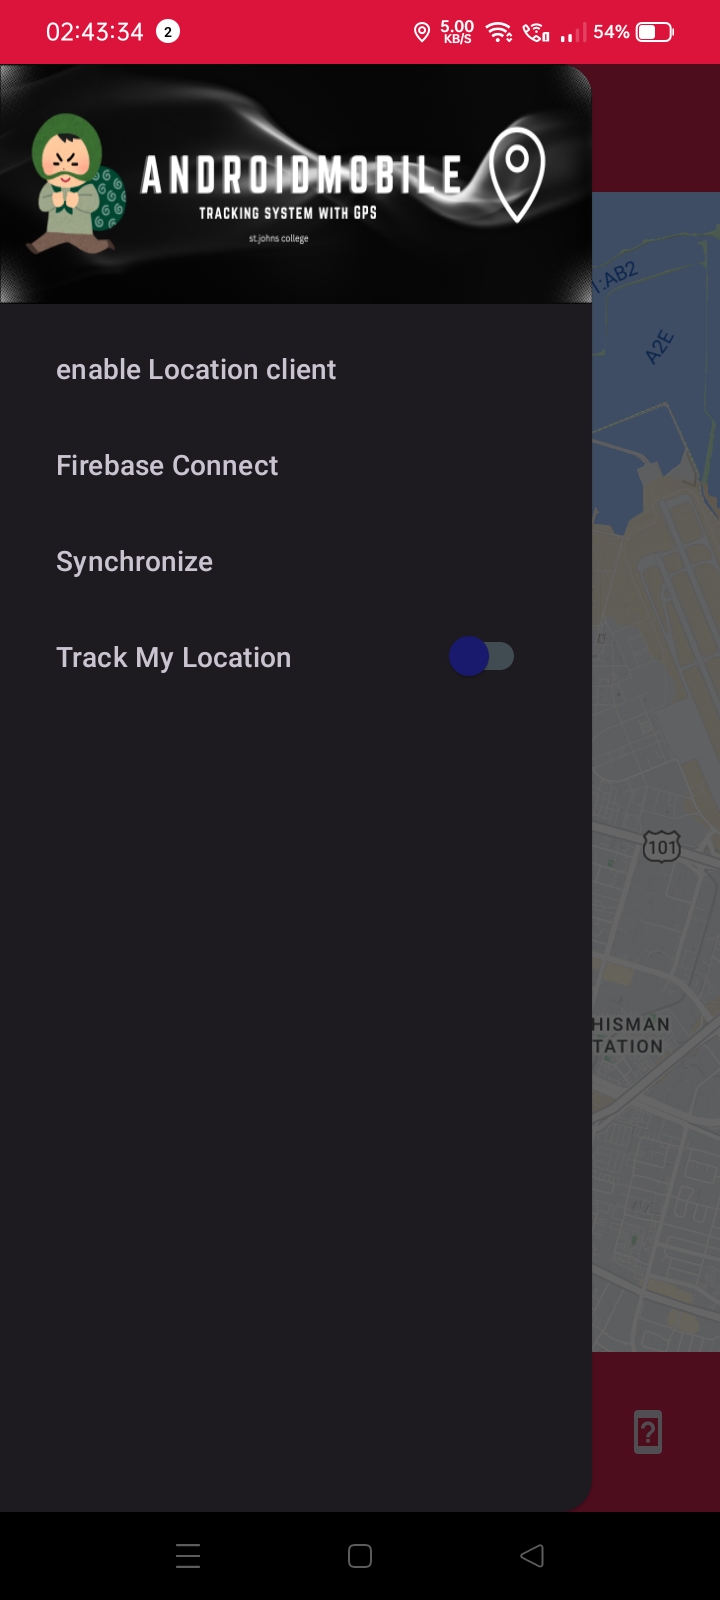 02:43:34 2 5.00 KB/S 54%
ANDROIDMOBILE
TRACKING SYSTEM WITH GPS
st.johns college
enable Location client
Firebase Connect
Synchronize
Track My Location
1:AB2
A2E
101
HISMAN
TATION
?